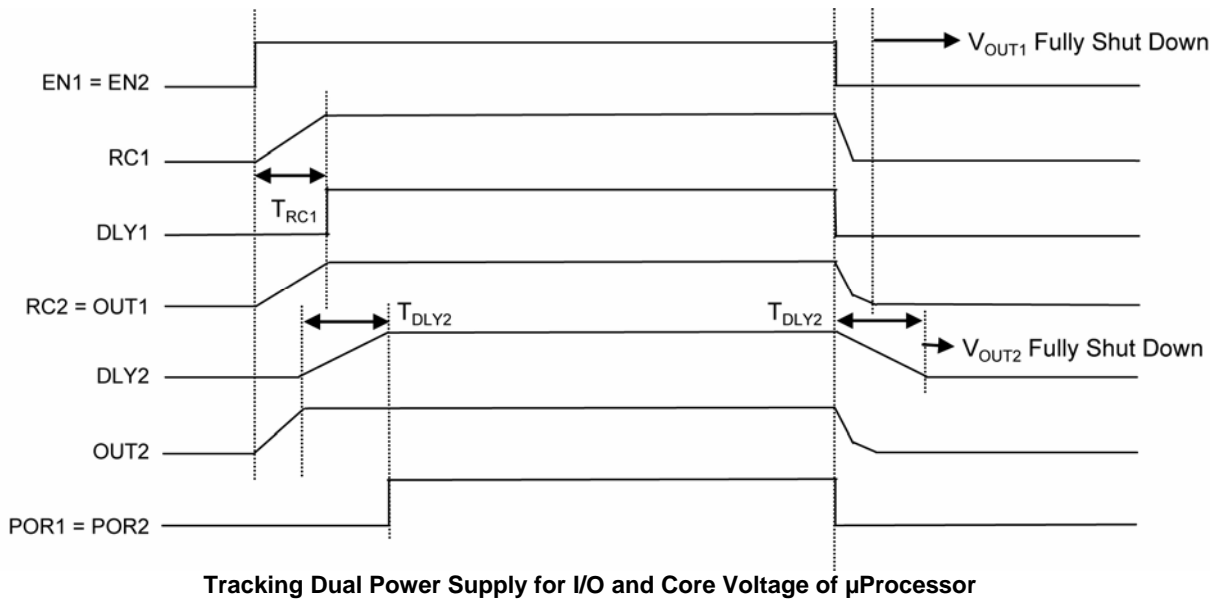 V_OUT1 Fully Shut Down
EN1 = EN2
RC1
T_RC1
DLY1
RC2 = OUT1
T_DLY2
T_DLY2
V_OUT2 Fully Shut Down
DLY2
OUT2
POR1 = POR2
Tracking Dual Power Supply for I/O and Core Voltage of µProcessor